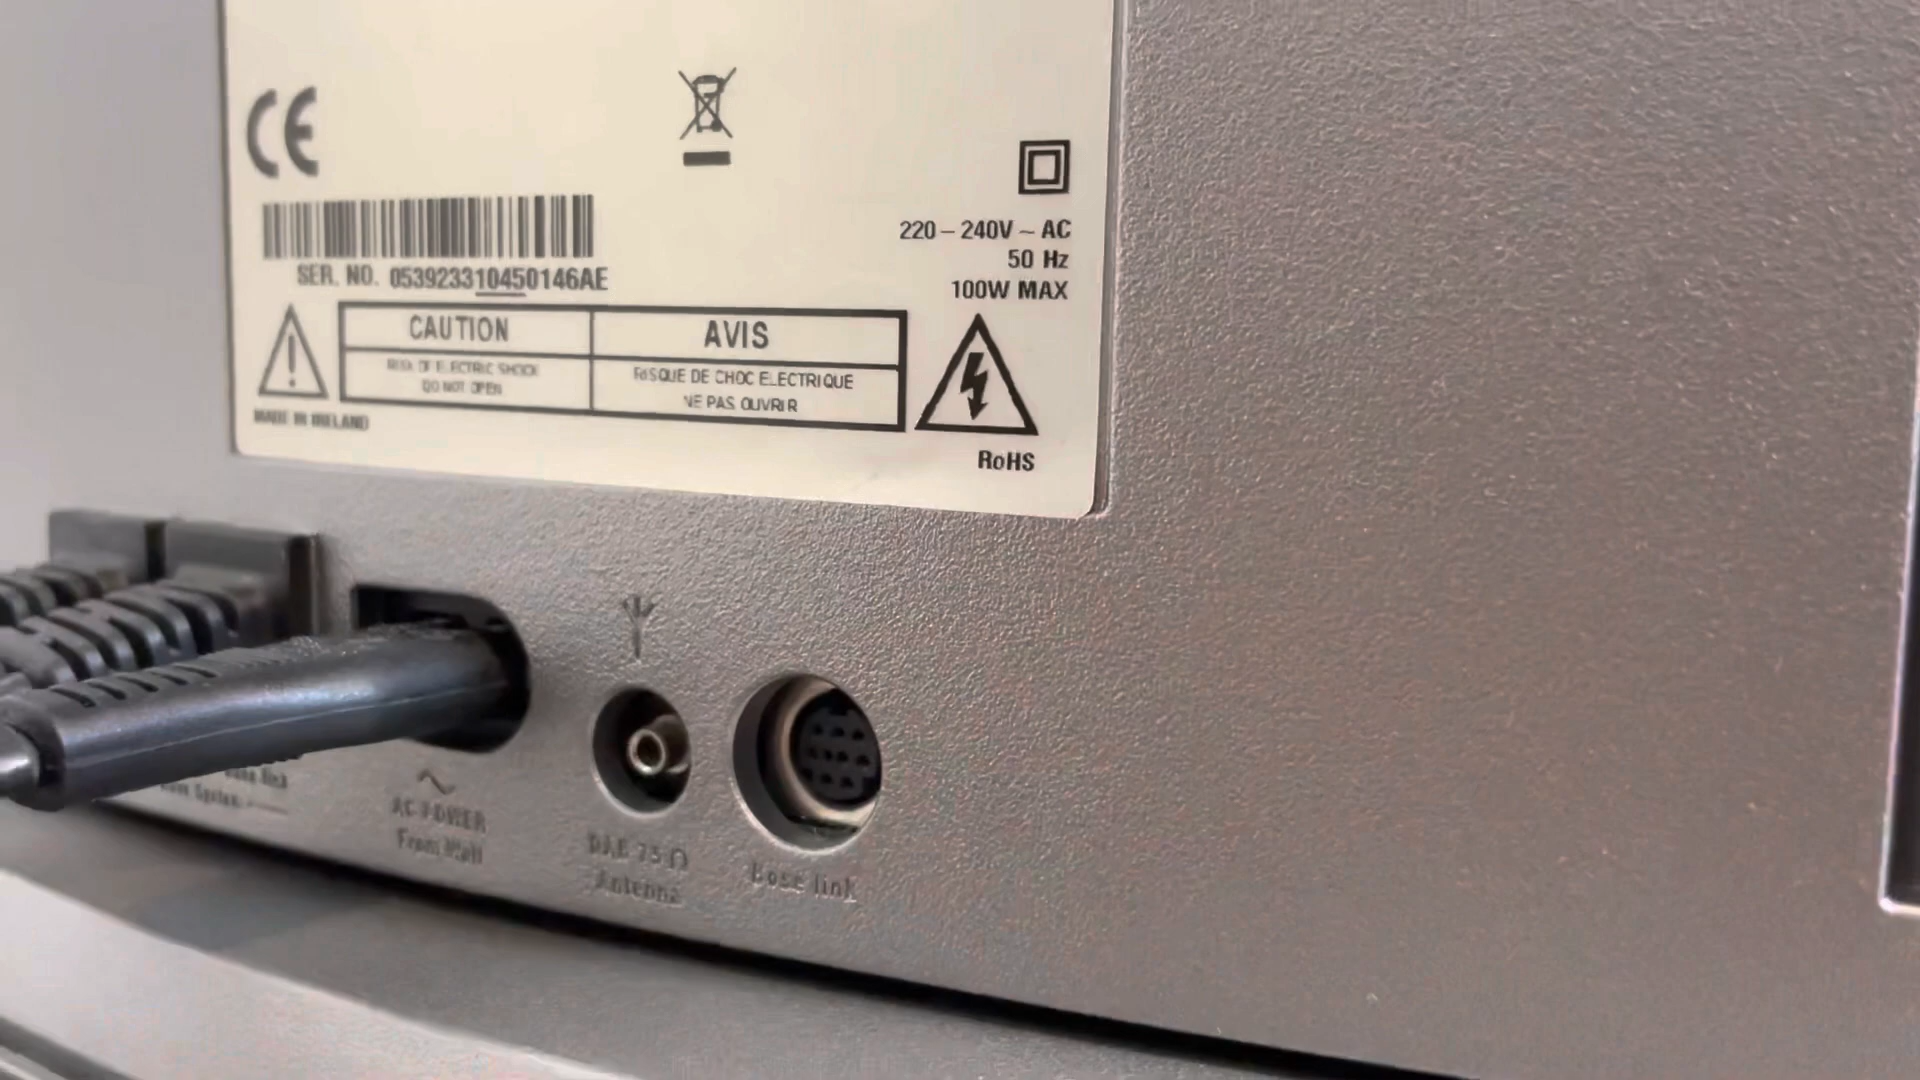 CE
220 – 240V ~ AC
50 Hz
100W MAX
SER. NO. 053923310450146AE
CAUTION
RISK OF ELECTRIC SHOCK
DO NOT OPEN
AVIS
RISQUE DE CHOC ELECTRIQUE
NE PAS OUVRIR
MADE IN IRELAND
RoHS
AC POWER
From Wall
DAB 75 Ω
Antenna
Bose link